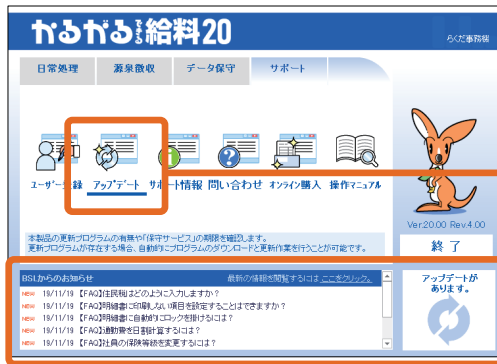 かるがるできる給料20
らくだ事務機
日常処理 源泉徴収 データ保守 サポート
ユーザー登録 アップデート サポート情報 問い合わせ オンライン購入 操作マニュアル
Ver.20.00 Rev.4.00
終 了
本製品の更新プログラムの有無や「保守サービス」の期限を確認します。
更新プログラムが存在する場合、自動的にプログラムのダウンロードと更新作業を行うことが可能です。
BSLからのお知らせ 最新の情報を閲覧するには、ここをクリック。
NEW 19/11/19 【FAQ】住民税はどのように入力しますか？
NEW 19/11/19 【FAQ】明細書に印刷しない項目を設定することはできますか？
NEW 19/11/19 【FAQ】明細書に自動的にロックを掛けるには？
NEW 19/11/19 【FAQ】通勤費を日割計算するには？
NEW 19/11/19 【FAQ】社員の保険等級を変更するには？
アップデートが
あります。